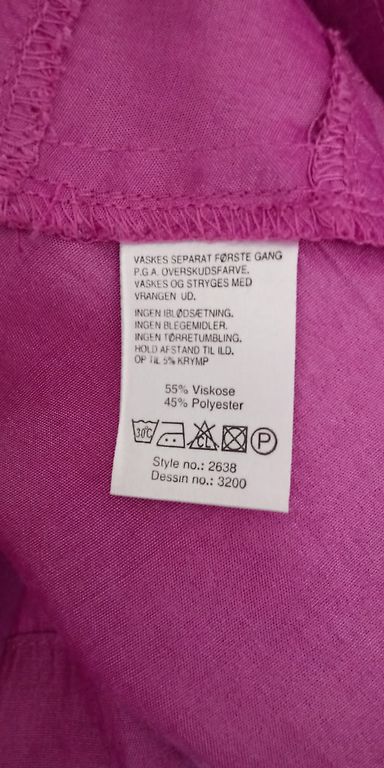 VASKES SEPARAT FØRSTE GANG
P.G.A. OVERSKUDSFARVE.
VASKES OG STRYGES MED
VRANGEN UD.
INGEN IBLØDSÆTNING.
INGEN BLEGEMIDLER.
INGEN TØRRETUMBLING.
HOLD AFSTAND TIL ILD.
OP TIL 5% KRYMP
55% Viskose
45% Polyester
30C CL P
Style no.: 2638
Dessin no.: 3200